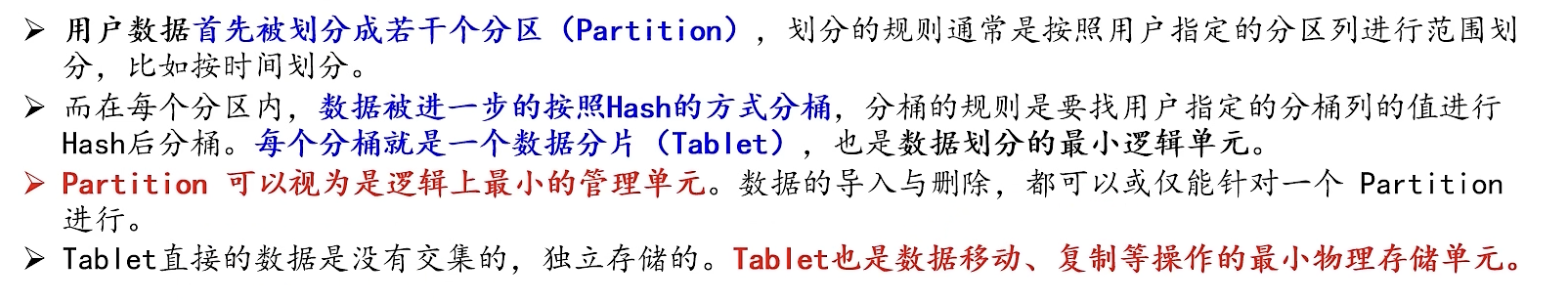 ➢ 用户数据首先被划分成若干个分区（Partition），划分的规则通常是按照用户指定的分区列进行范围划
分，比如按时间划分。
➢ 而在每个分区内，数据被进一步的按照Hash的方式分桶，分桶的规则是要找用户指定的分桶列的值进行
Hash后分桶。每个分桶就是一个数据分片（Tablet），也是数据划分的最小逻辑单元。
➢ Partition 可以视为是逻辑上最小的管理单元。数据的导入与删除，都可以或仅能针对一个 Partition
进行。
➢ Tablet直接的数据是没有交集的，独立存储的。Tablet也是数据移动、复制等操作的最小物理存储单元。